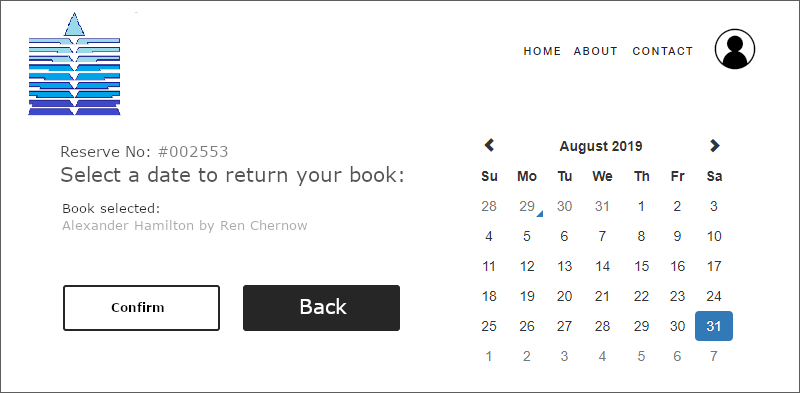 HOME ABOUT CONTACT
Reserve No: #002553
Select a date to return your book:
Book selected:
Alexander Hamilton by Ren Chernow
Confirm
Back
August 2019
Su Mo Tu We Th Fr Sa
28 29 30 31 1 2 3
4 5 6 7 8 9 10
11 12 13 14 15 16 17
18 19 20 21 22 23 24
25 26 27 28 29 30 31
1 2 3 4 5 6 7